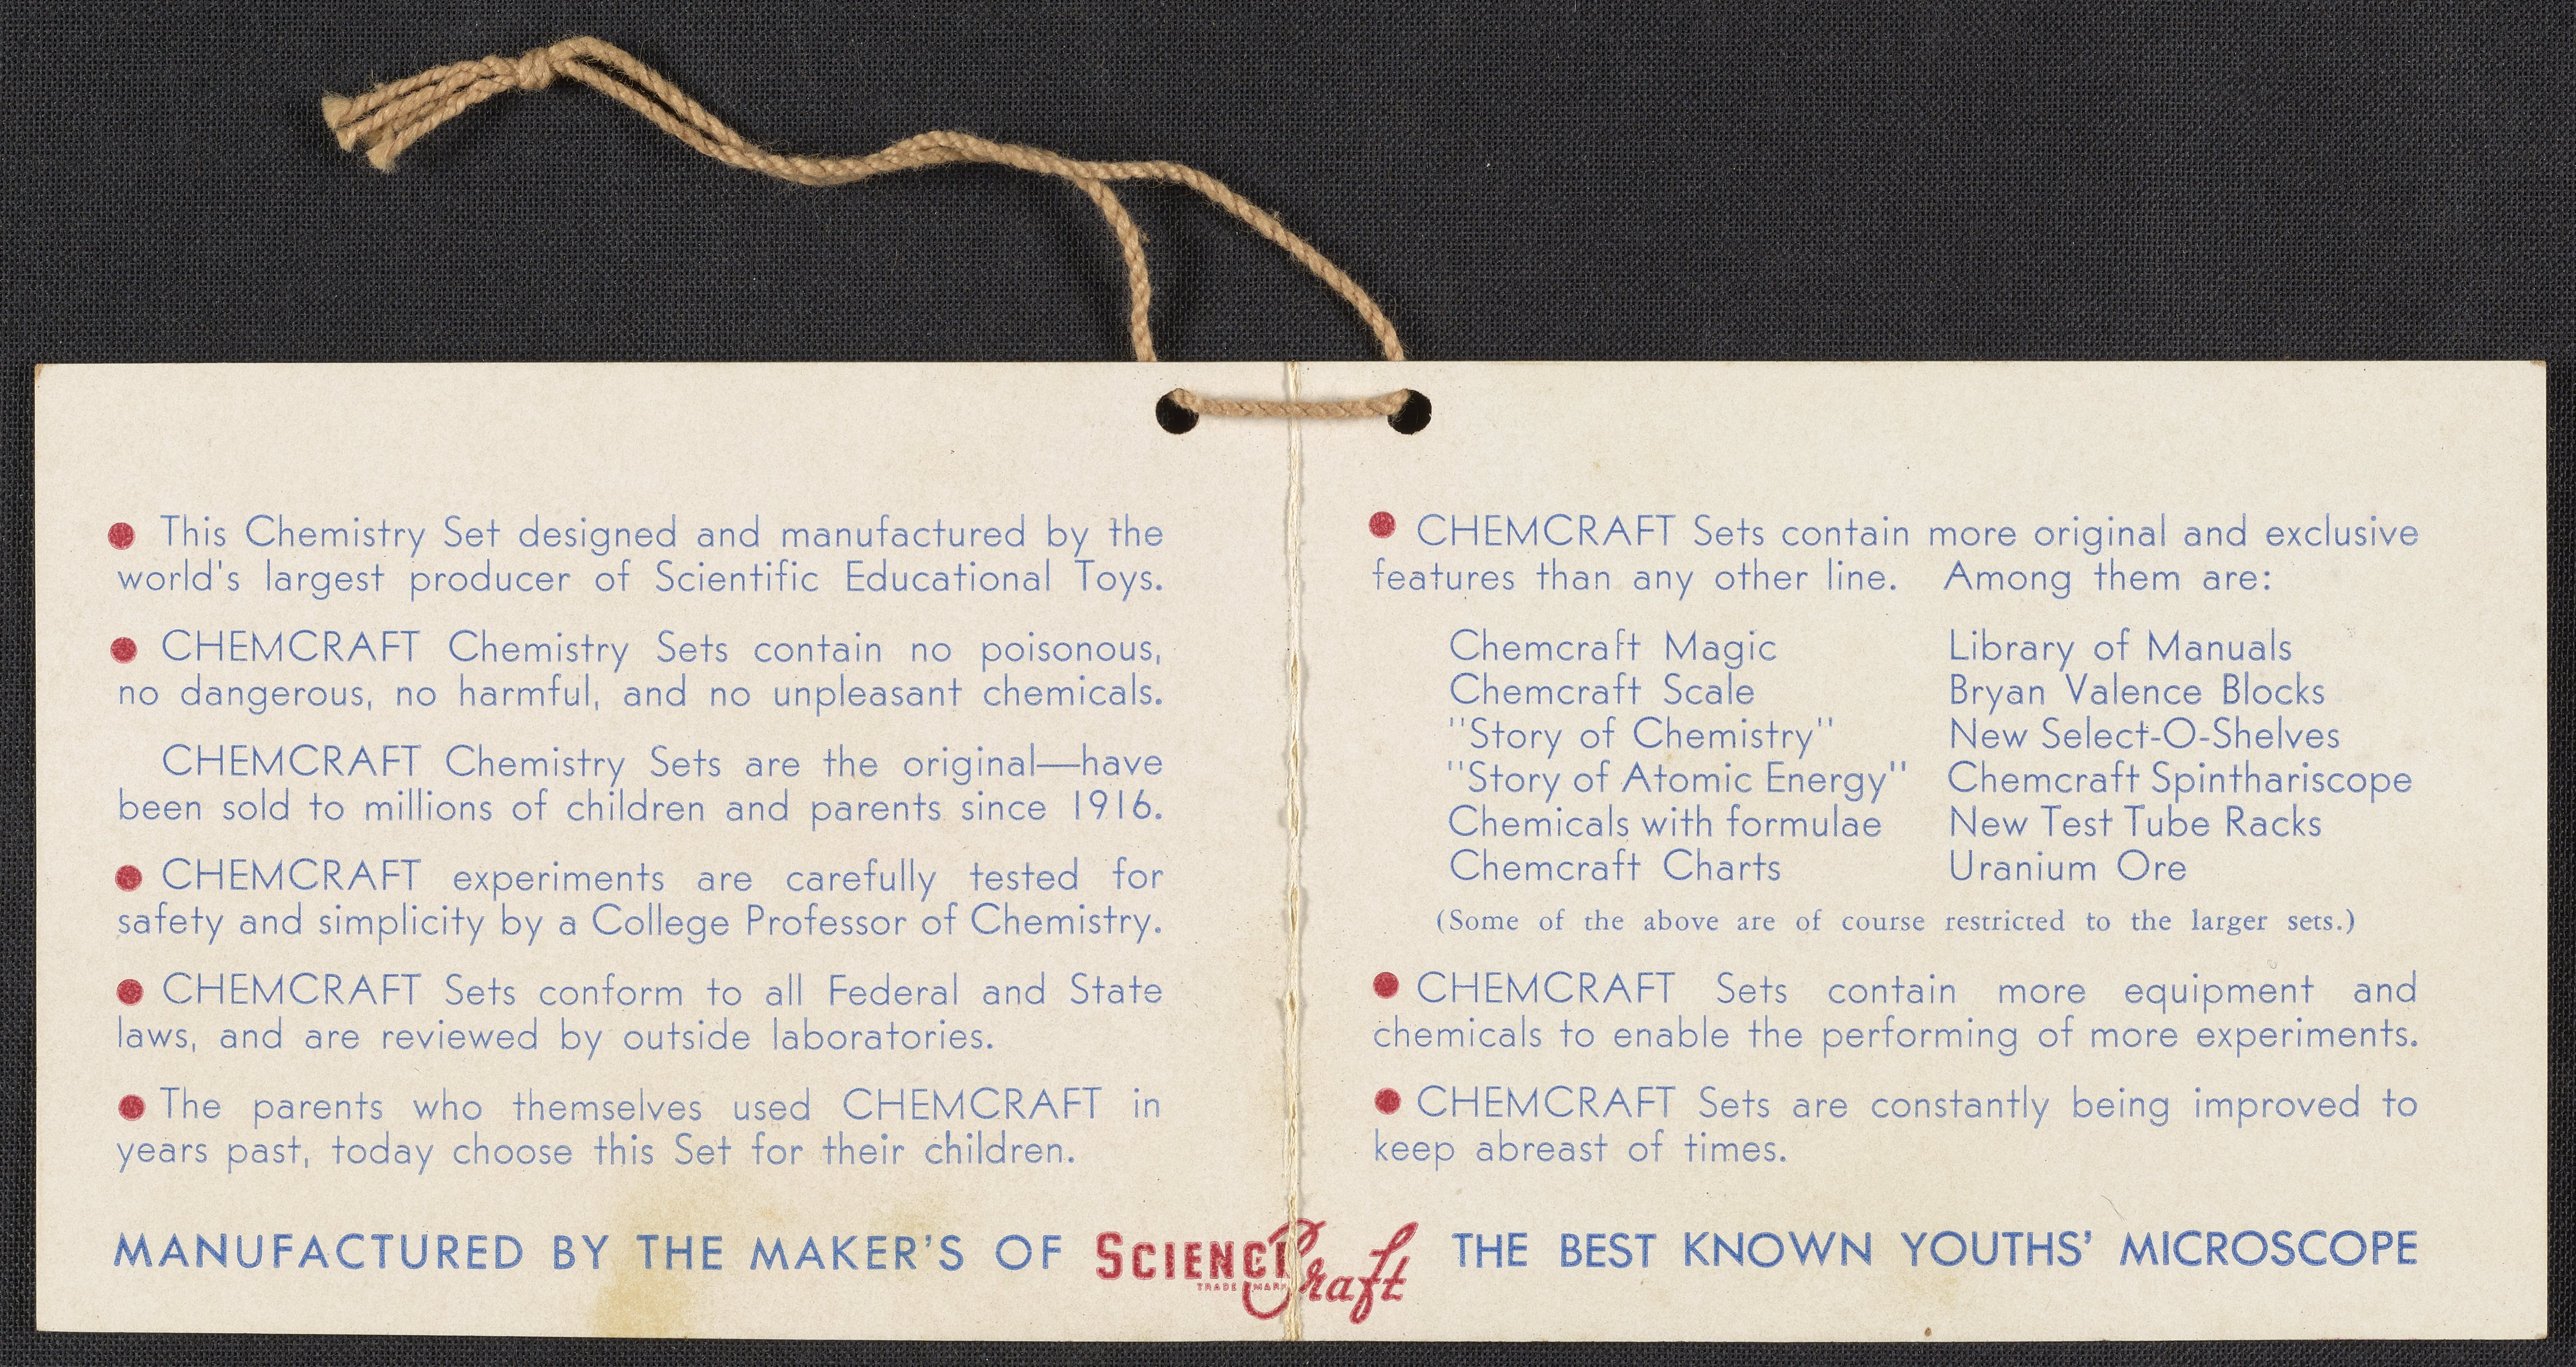 ● This Chemistry Set designed and manufactured by the
world's largest producer of Scientific Educational Toys.
● CHEMCRAFT Chemistry Sets contain no poisonous,
no dangerous, no harmful, and no unpleasant chemicals.
CHEMCRAFT Chemistry Sets are the original—have
been sold to millions of children and parents since 1916.
● CHEMCRAFT experiments are carefully tested for
safety and simplicity by a College Professor of Chemistry.
● CHEMCRAFT Sets conform to all Federal and State
laws, and are reviewed by outside laboratories.
● The parents who themselves used CHEMCRAFT in
years past, today choose this Set for their children.
● CHEMCRAFT Sets contain more original and exclusive
features than any other line. Among them are:
Chemcraft Magic
Chemcraft Scale
"Story of Chemistry"
"Story of Atomic Energy"
Chemicals with formulae
Chemcraft Charts
Library of Manuals
Bryan Valence Blocks
New Select-O-Shelves
Chemcraft Spinthariscope
New Test Tube Racks
Uranium Ore
(Some of the above are of course restricted to the larger sets.)
● CHEMCRAFT Sets contain more equipment and
chemicals to enable the performing of more experiments.
● CHEMCRAFT Sets are constantly being improved to
keep abreast of times.
MANUFACTURED BY THE MAKER'S OF SCIENCE Craft THE BEST KNOWN YOUTHS' MICROSCOPE
TRADE MARK